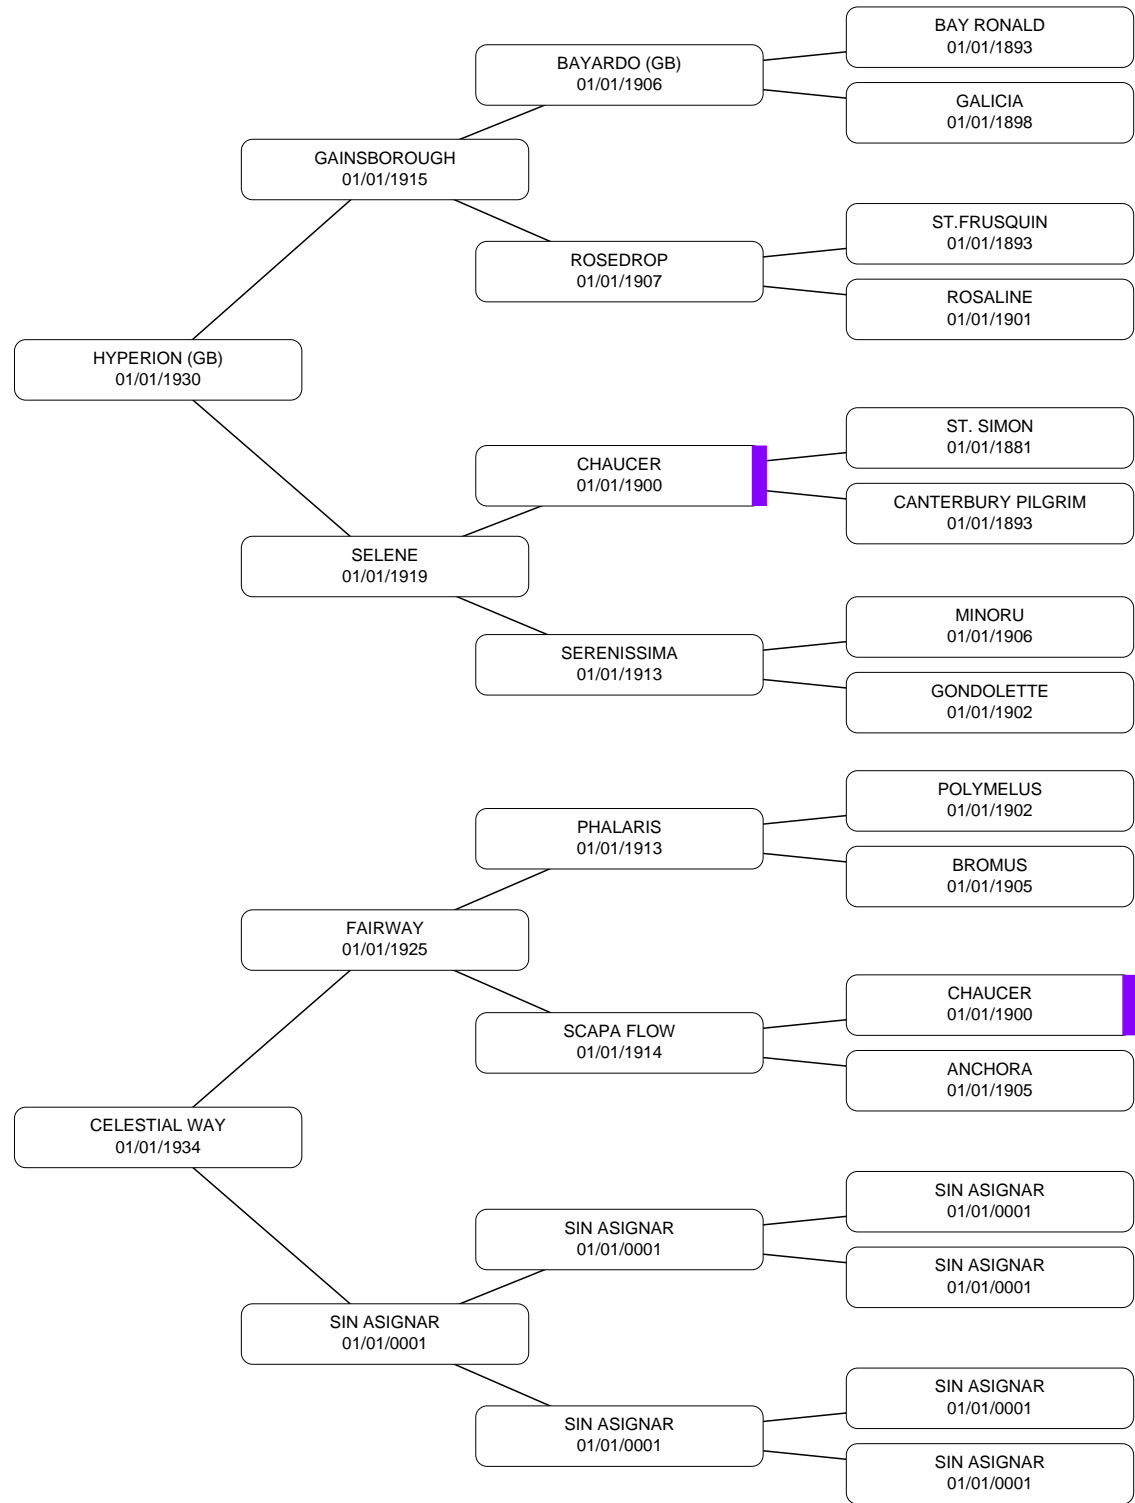 BAY RONALD
01/01/1893
BAYARDO (GB)
01/01/1906
GALICIA
01/01/1898
GAINSBOROUGH
01/01/1915
ST.FRUSQUIN
01/01/1893
ROSEDROP
01/01/1907
ROSALINE
01/01/1901
HYPERION (GB)
01/01/1930
ST. SIMON
01/01/1881
CHAUCER
01/01/1900
CANTERBURY PILGRIM
01/01/1893
SELENE
01/01/1919
MINORU
01/01/1906
SERENISSIMA
01/01/1913
GONDOLETTE
01/01/1902
POLYMELUS
01/01/1902
PHALARIS
01/01/1913
BROMUS
01/01/1905
FAIRWAY
01/01/1925
CHAUCER
01/01/1900
SCAPA FLOW
01/01/1914
ANCHORA
01/01/1905
CELESTIAL WAY
01/01/1934
SIN ASIGNAR
01/01/0001
SIN ASIGNAR
01/01/0001
SIN ASIGNAR
01/01/0001
SIN ASIGNAR
01/01/0001
SIN ASIGNAR
01/01/0001
SIN ASIGNAR
01/01/0001
SIN ASIGNAR
01/01/0001